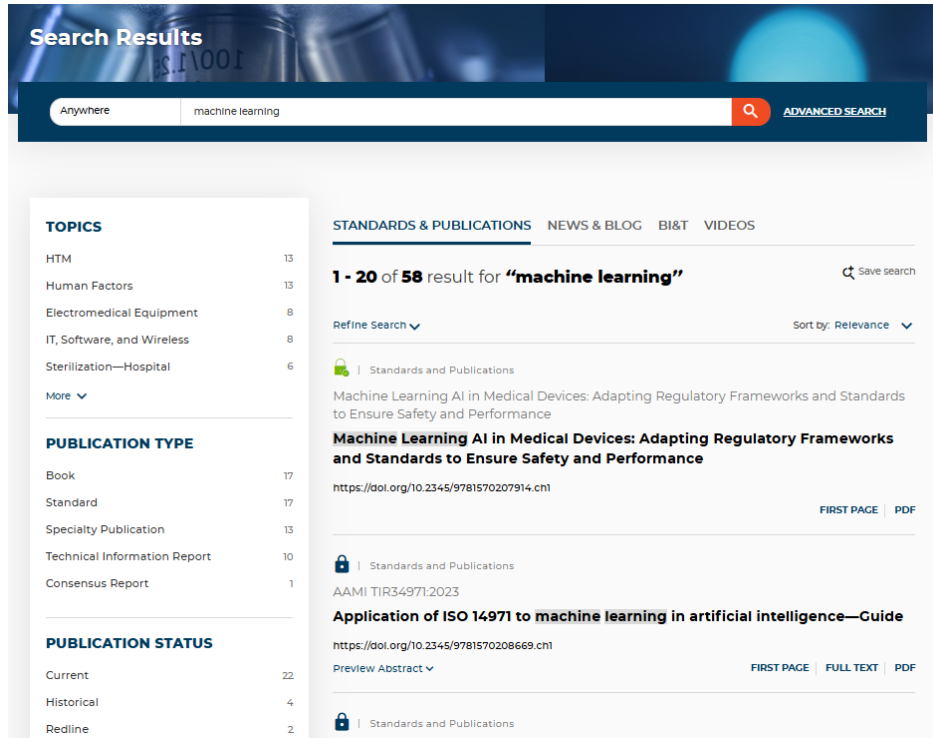 Search Results
100/1.25
Anywhere
machine learning
ADVANCED SEARCH
TOPICS
HTM 13
Human Factors 13
Electromedical Equipment 8
IT, Software, and Wireless 8
Sterilization—Hospital 6
More
PUBLICATION TYPE
Book 17
Standard 17
Specialty Publication 13
Technical Information Report 10
Consensus Report 1
PUBLICATION STATUS
Current 22
Historical 4
Redline 2
STANDARDS & PUBLICATIONS NEWS & BLOG BI&T VIDEOS
1 - 20 of 58 result for “machine learning”
Save search
Refine Search
Sort by: Relevance
| Standards and Publications
Machine Learning AI in Medical Devices: Adapting Regulatory Frameworks and Standards
to Ensure Safety and Performance
Machine Learning AI in Medical Devices: Adapting Regulatory Frameworks
and Standards to Ensure Safety and Performance
https://doi.org/10.2345/9781570207914.ch1
FIRST PAGE | PDF
| Standards and Publications
AAMI TIR34971:2023
Application of ISO 14971 to machine learning in artificial intelligence—Guide
https://doi.org/10.2345/9781570208669.ch1
Preview Abstract
FIRST PAGE | FULL TEXT | PDF
| Standards and Publications